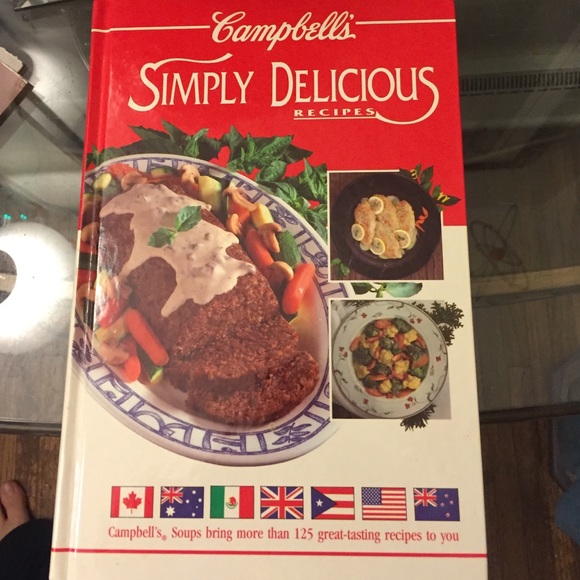 Campbell's
SIMPLY DELICIOUS
RECIPES
Campbell's® Soups bring more than 125 great-tasting recipes to you